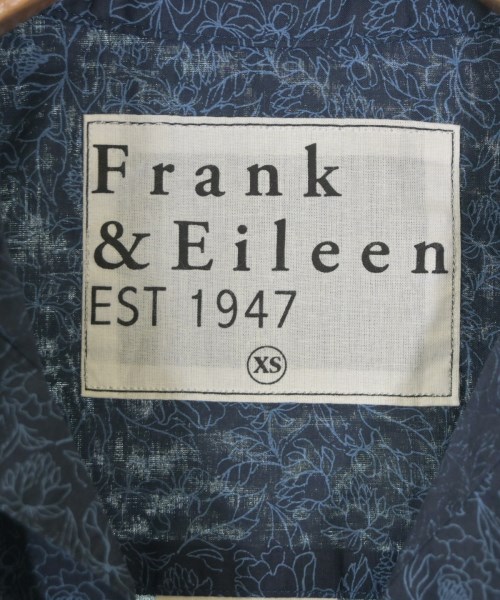 Frank
& Eileen
EST 1947
XS